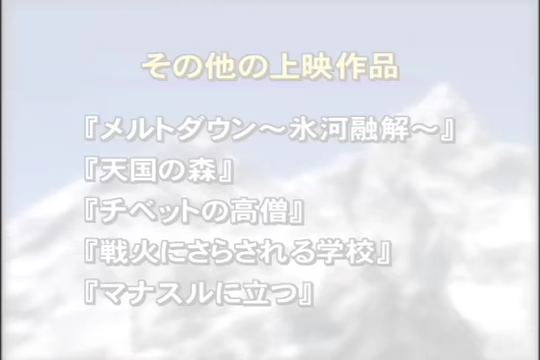 その他の上映作品
『メルトダウン～氷河融解～』
『天国の森』
『チベットの高僧』
『戦火にさらされる学校』
『マナスルに立つ』